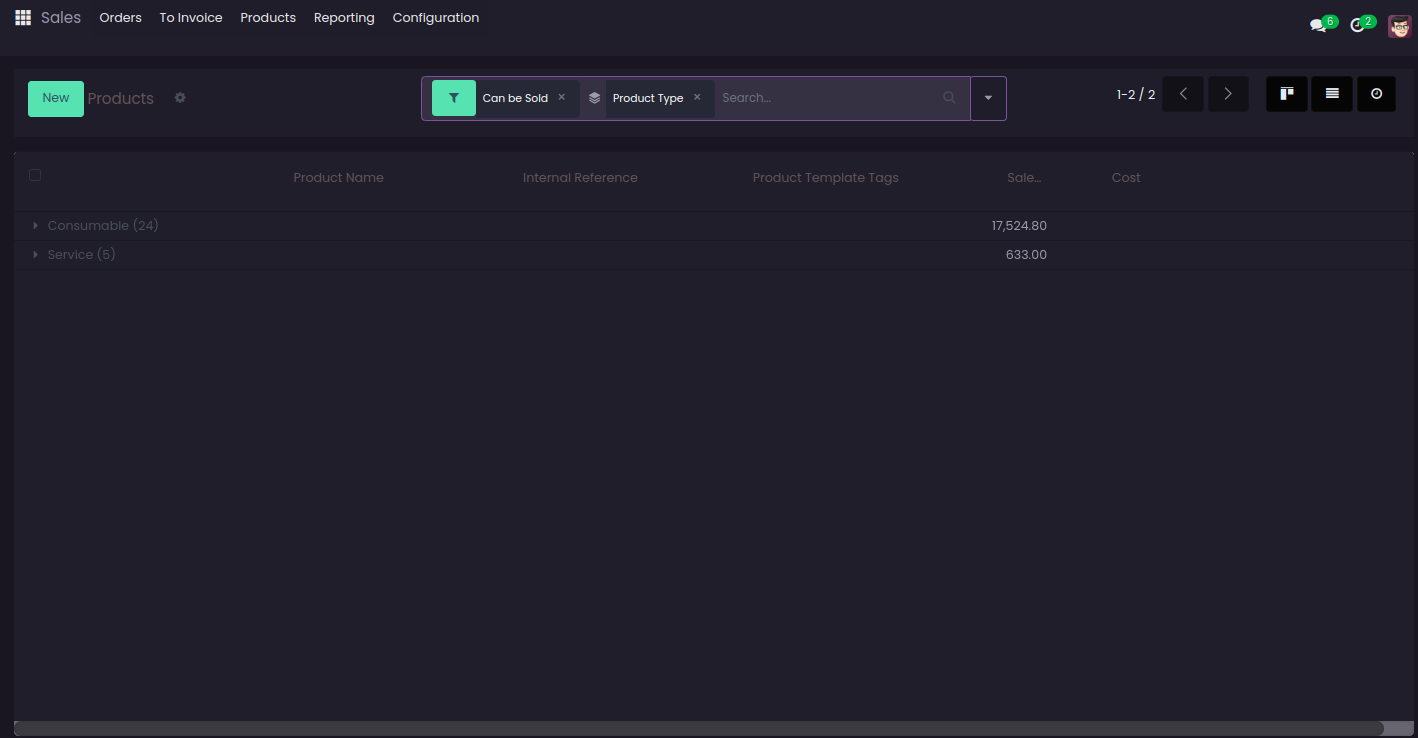 Sales Orders To Invoice Products Reporting Configuration 6 2
New Products Can be Sold × Product Type × Search... 1-2 / 2
Product Name Internal Reference Product Template Tags Sale... Cost
Consumable (24) 17,524.80
Service (5) 633.00